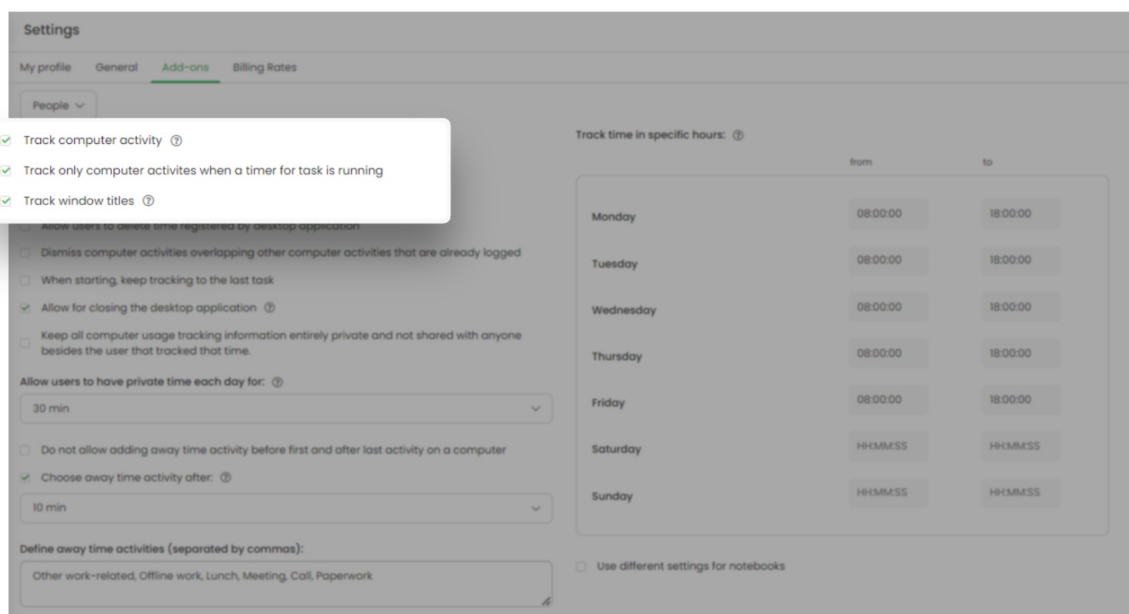 Settings
My profile General Add-ons Billing Rates
People
Track computer activity
Track only computer activites when a timer for task is running
Track window titles
Allow users to delete time registered by desktop application
Dismiss computer activities overlapping other computer activities that are already logged
When starting, keep tracking to the last task
Allow for closing the desktop application
Keep all computer usage tracking information entirely private and not shared with anyone
besides the user that tracked that time.
Allow users to have private time each day for:
30 min
Do not allow adding away time activity before first and after last activity on a computer
Choose away time activity after:
10 min
Define away time activities (separated by commas):
Other work-related, Offline work, Lunch, Meeting, Call, Paperwork
Track time in specific hours:
from to
Monday 08:00:00 18:00:00
Tuesday 08:00:00 18:00:00
Wednesday 08:00:00 18:00:00
Thursday 08:00:00 18:00:00
Friday 08:00:00 18:00:00
Saturday HH:MM:SS HH:MM:SS
Sunday HH:MM:SS HH:MM:SS
Use different settings for notebooks